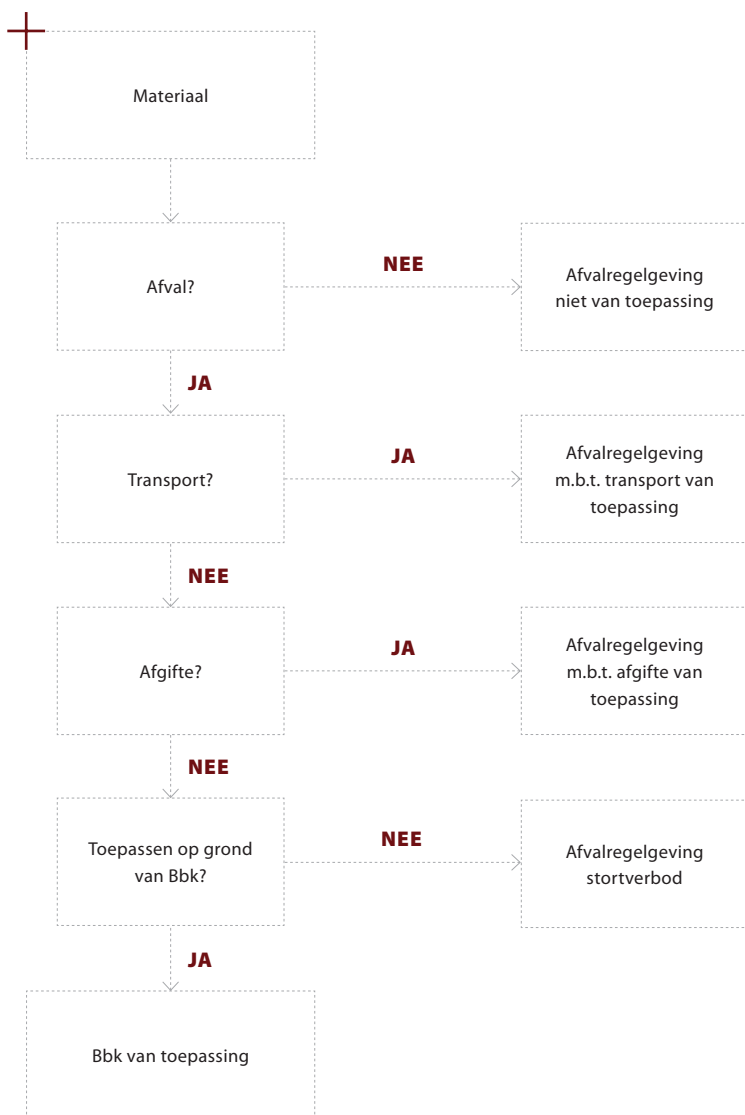 Materiaal
Afval?
NEE
Afvalregelgeving
niet van toepassing
JA
Transport?
JA
Afvalregelgeving
m.b.t. transport van
toepassing
NEE
Afgifte?
JA
Afvalregelgeving
m.b.t. afgifte van
toepassing
NEE
Toepassen op grond
van Bbk?
NEE
Afvalregelgeving
stortverbod
JA
Bbk van toepassing